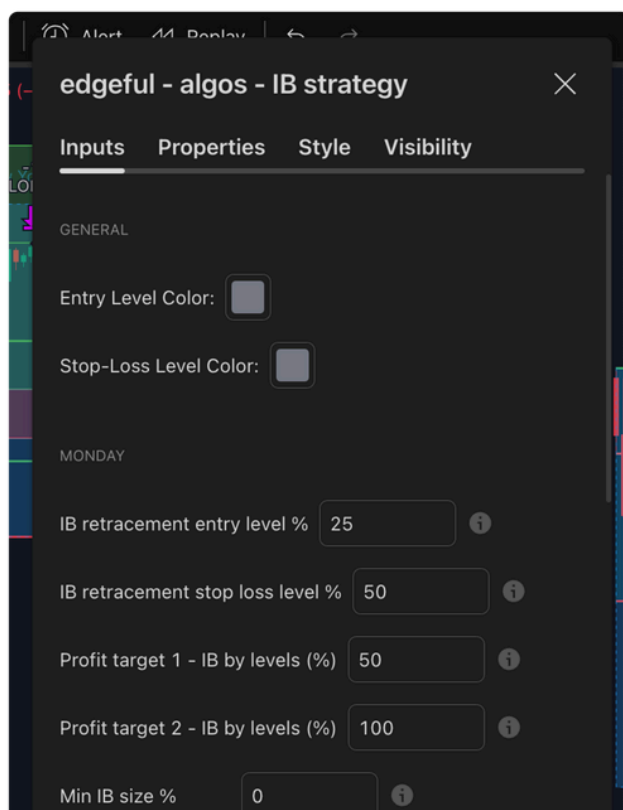 Alert Replay
edgeful - algos - IB strategy
Inputs Properties Style Visibility
GENERAL
Entry Level Color:
Stop-Loss Level Color:
MONDAY
IB retracement entry level % 25
IB retracement stop loss level % 50
Profit target 1 - IB by levels (%) 50
Profit target 2 - IB by levels (%) 100
Min IB size % 0